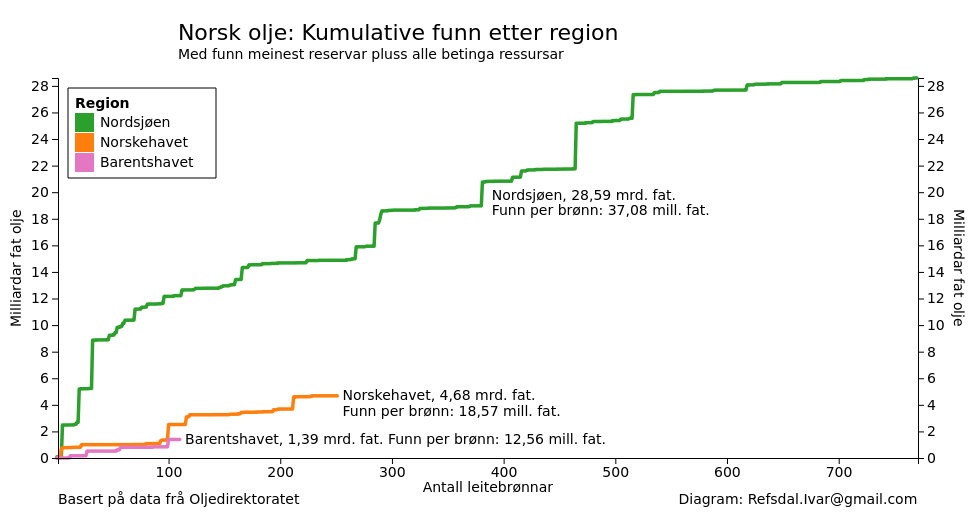 Norsk olje: Kumulative funn etter region
Med funn meinest reservar pluss alle betinga ressursar
Region
Nordsjøen
Norskehavet
Barentshavet
Milliardar fat olje
28
26
24
22
20
18
16
14
12
10
8
6
4
2
0
Nordsjøen, 28,59 mrd. fat.
Funn per brønn: 37,08 mill. fat.
Norskehavet, 4,68 mrd. fat.
Funn per brønn: 18,57 mill. fat.
Barentshavet, 1,39 mrd. fat. Funn per brønn: 12,56 mill. fat.
28
26
24
22
20
18
16
14
12
10
8
6
4
2
0
Milliardar fat olje
100 200 300 400 500 600 700
Antall leitebrønnar
Basert på data frå Oljedirektoratet
Diagram: Refsdal.Ivar@gmail.com